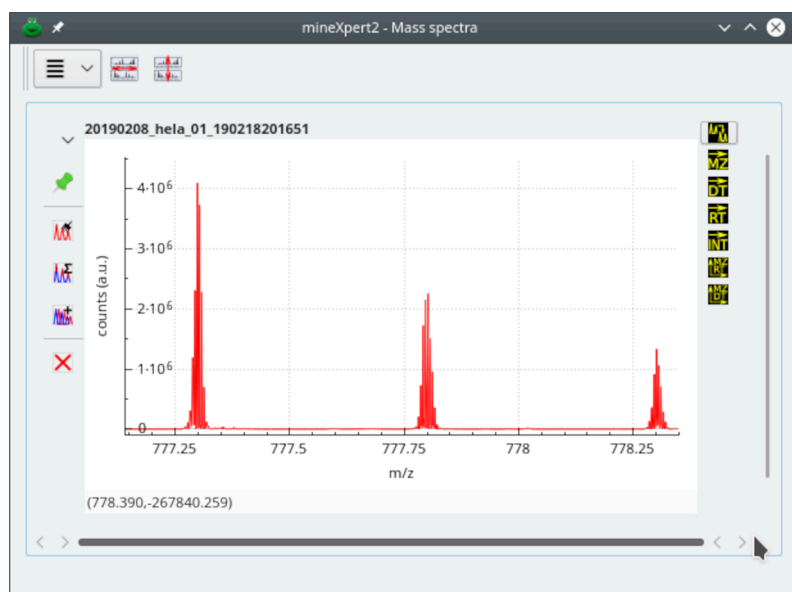 mineXpert2 - Mass spectra
20190208_hela_01_190218201651
MZ
DT
RT
INT
4·10⁶
3·10⁶
2·10⁶
1·10⁶
0
counts (a.u.)
777.25 777.5 777.75 778 778.25
m/z
(778.390,-267840.259)